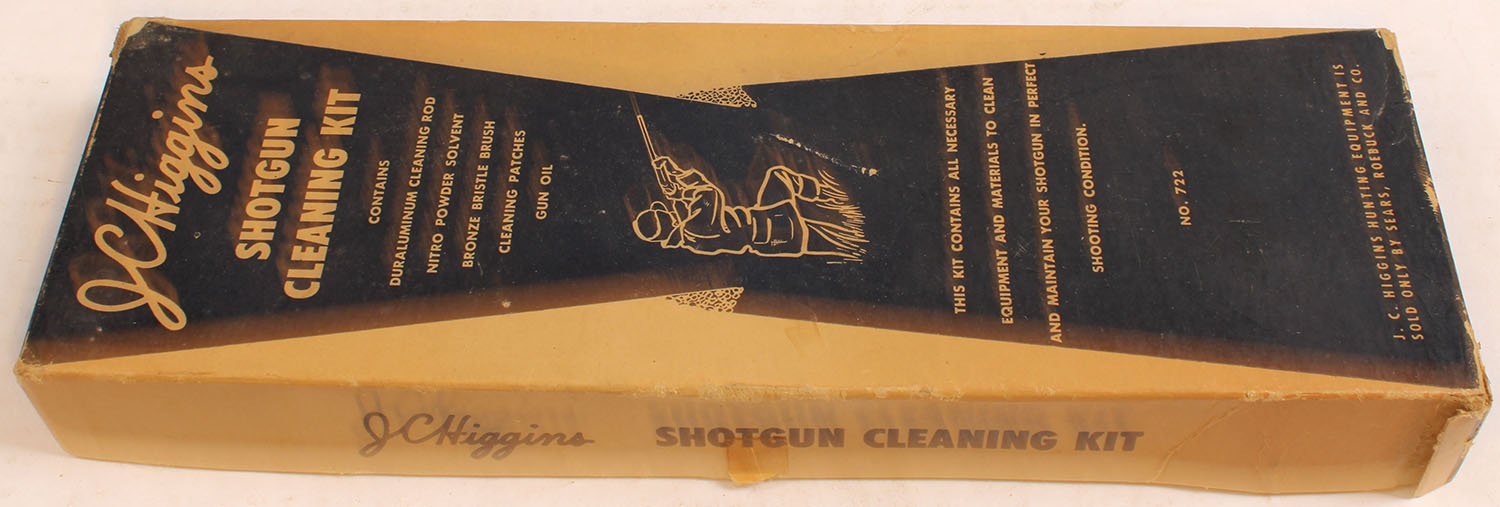 J C Higgins
SHOTGUN
CLEANING KIT
CONTAINS
DURALUMINUM CLEANING ROD
NITRO POWDER SOLVENT
BRONZE BRISTLE BRUSH
CLEANING PATCHES
GUN OIL
THIS KIT CONTAINS ALL NECESSARY
EQUIPMENT AND MATERIALS TO CLEAN
AND MAINTAIN YOUR SHOTGUN IN PERFECT
SHOOTING CONDITION.
NO. 722
J. C. HIGGINS HUNTING EQUIPMENT IS
SOLD ONLY BY SEARS, ROEBUCK AND CO.
J C Higgins SHOTGUN CLEANING KIT